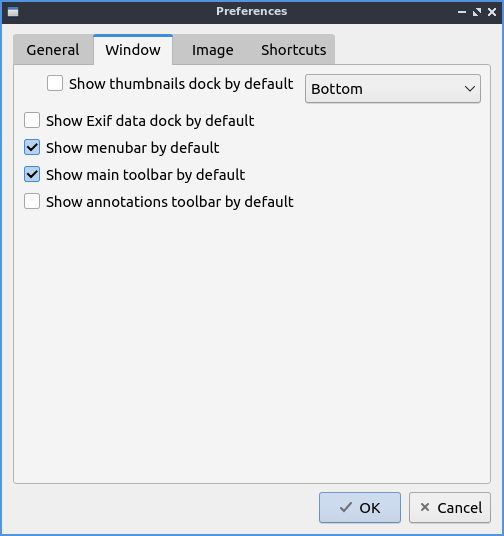 Preferences
General Window Image Shortcuts
Show thumbnails dock by default Bottom
Show Exif data dock by default
Show menubar by default
Show main toolbar by default
Show annotations toolbar by default
OK Cancel